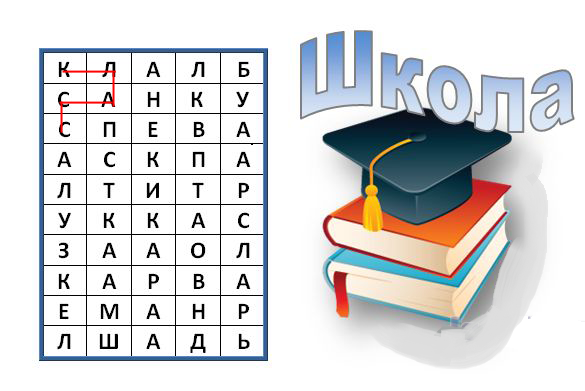 Школа
К Л А Л Б
С А Н К У
С П Е В А
А С К П А
Л Т И Т Р
У К К А С
З А А О Л
К А Р В А
Е М А Н Р
Л Ш А Д Ь